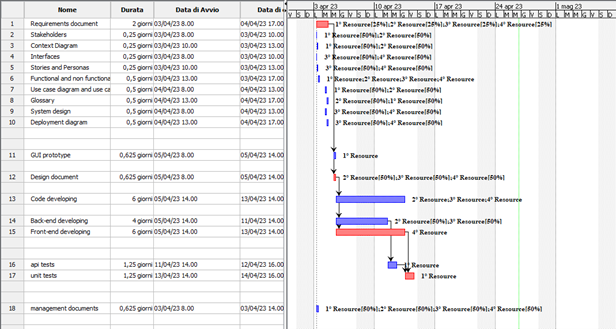 Nome Durata Data di Avvio Data di
3 apr 23 10 apr 23 17 apr 23 24 apr 23 1 mag 23
V S D L M M G V S D L M M G V S D L M M G V S D L M M G V S D L M M G V S D
1 Requirements document 2 giorni 03/04/23 8.00 04/04/23 17.00 1° Resource[25%];2° Resource[25%];3° Resource[25%];4° Resource[25%]
2 Stakeholders 0,25 giorni 03/04/23 8.00 03/04/23 10.00 1° Resource[50%];2° Resource[50%]
3 Context Diagram 0,25 giorni 03/04/23 10.00 03/04/23 13.00 1° Resource[50%];2° Resource[50%]
4 Interfaces 0,25 giorni 03/04/23 8.00 03/04/23 10.00 3° Resource[50%];4° Resource[50%]
5 Stories and Personas 0,25 giorni 03/04/23 10.00 03/04/23 13.00 3° Resource[50%];4° Resource[50%]
6 Functional and non functiona 0,5 giorni 03/04/23 13.00 04/04/23 8.00 1° Resource;2° Resource;3° Resource;4° Resource
7 Use case diagram and use ca 0,5 giorni 04/04/23 8.00 04/04/23 13.00 1° Resource[50%];2° Resource[50%]
8 Glossary 0,5 giorni 04/04/23 13.00 04/04/23 17.00 2° Resource[50%];1° Resource[50%]
9 System design 0,5 giorni 04/04/23 8.00 04/04/23 13.00 3° Resource[50%];4° Resource[50%]
10 Deployment diagram 0,5 giorni 04/04/23 13.00 04/04/23 17.00 3° Resource[50%];4° Resource[50%]
11 GUI prototype 0,625 giorni 05/04/23 8.00 05/04/23 14.00 1° Resource
12 Design document 0,625 giorni 05/04/23 8.00 05/04/23 14.00 2° Resource[50%];3° Resource[50%];4° Resource[50%]
13 Code developing 6 giorni 05/04/23 14.00 13/04/23 14.00 2° Resource;3° Resource;4° Resource
14 Back-end developing 4 giorni 05/04/23 14.00 11/04/23 14.00 2° Resource[50%];3° Resource[50%]
15 Front-end developing 6 giorni 05/04/23 14.00 13/04/23 14.00 4° Resource
16 api tests 1,25 giorni 11/04/23 14.00 12/04/23 16.00 Resource
17 unit tests 1,25 giorni 13/04/23 14.00 14/04/23 16.00 1° Resource
18 management documents 0,625 giorni 03/04/23 8.00 03/04/23 14.00 1° Resource[50%];2° Resource[50%];3° Resource[50%];4° Resource[50%]